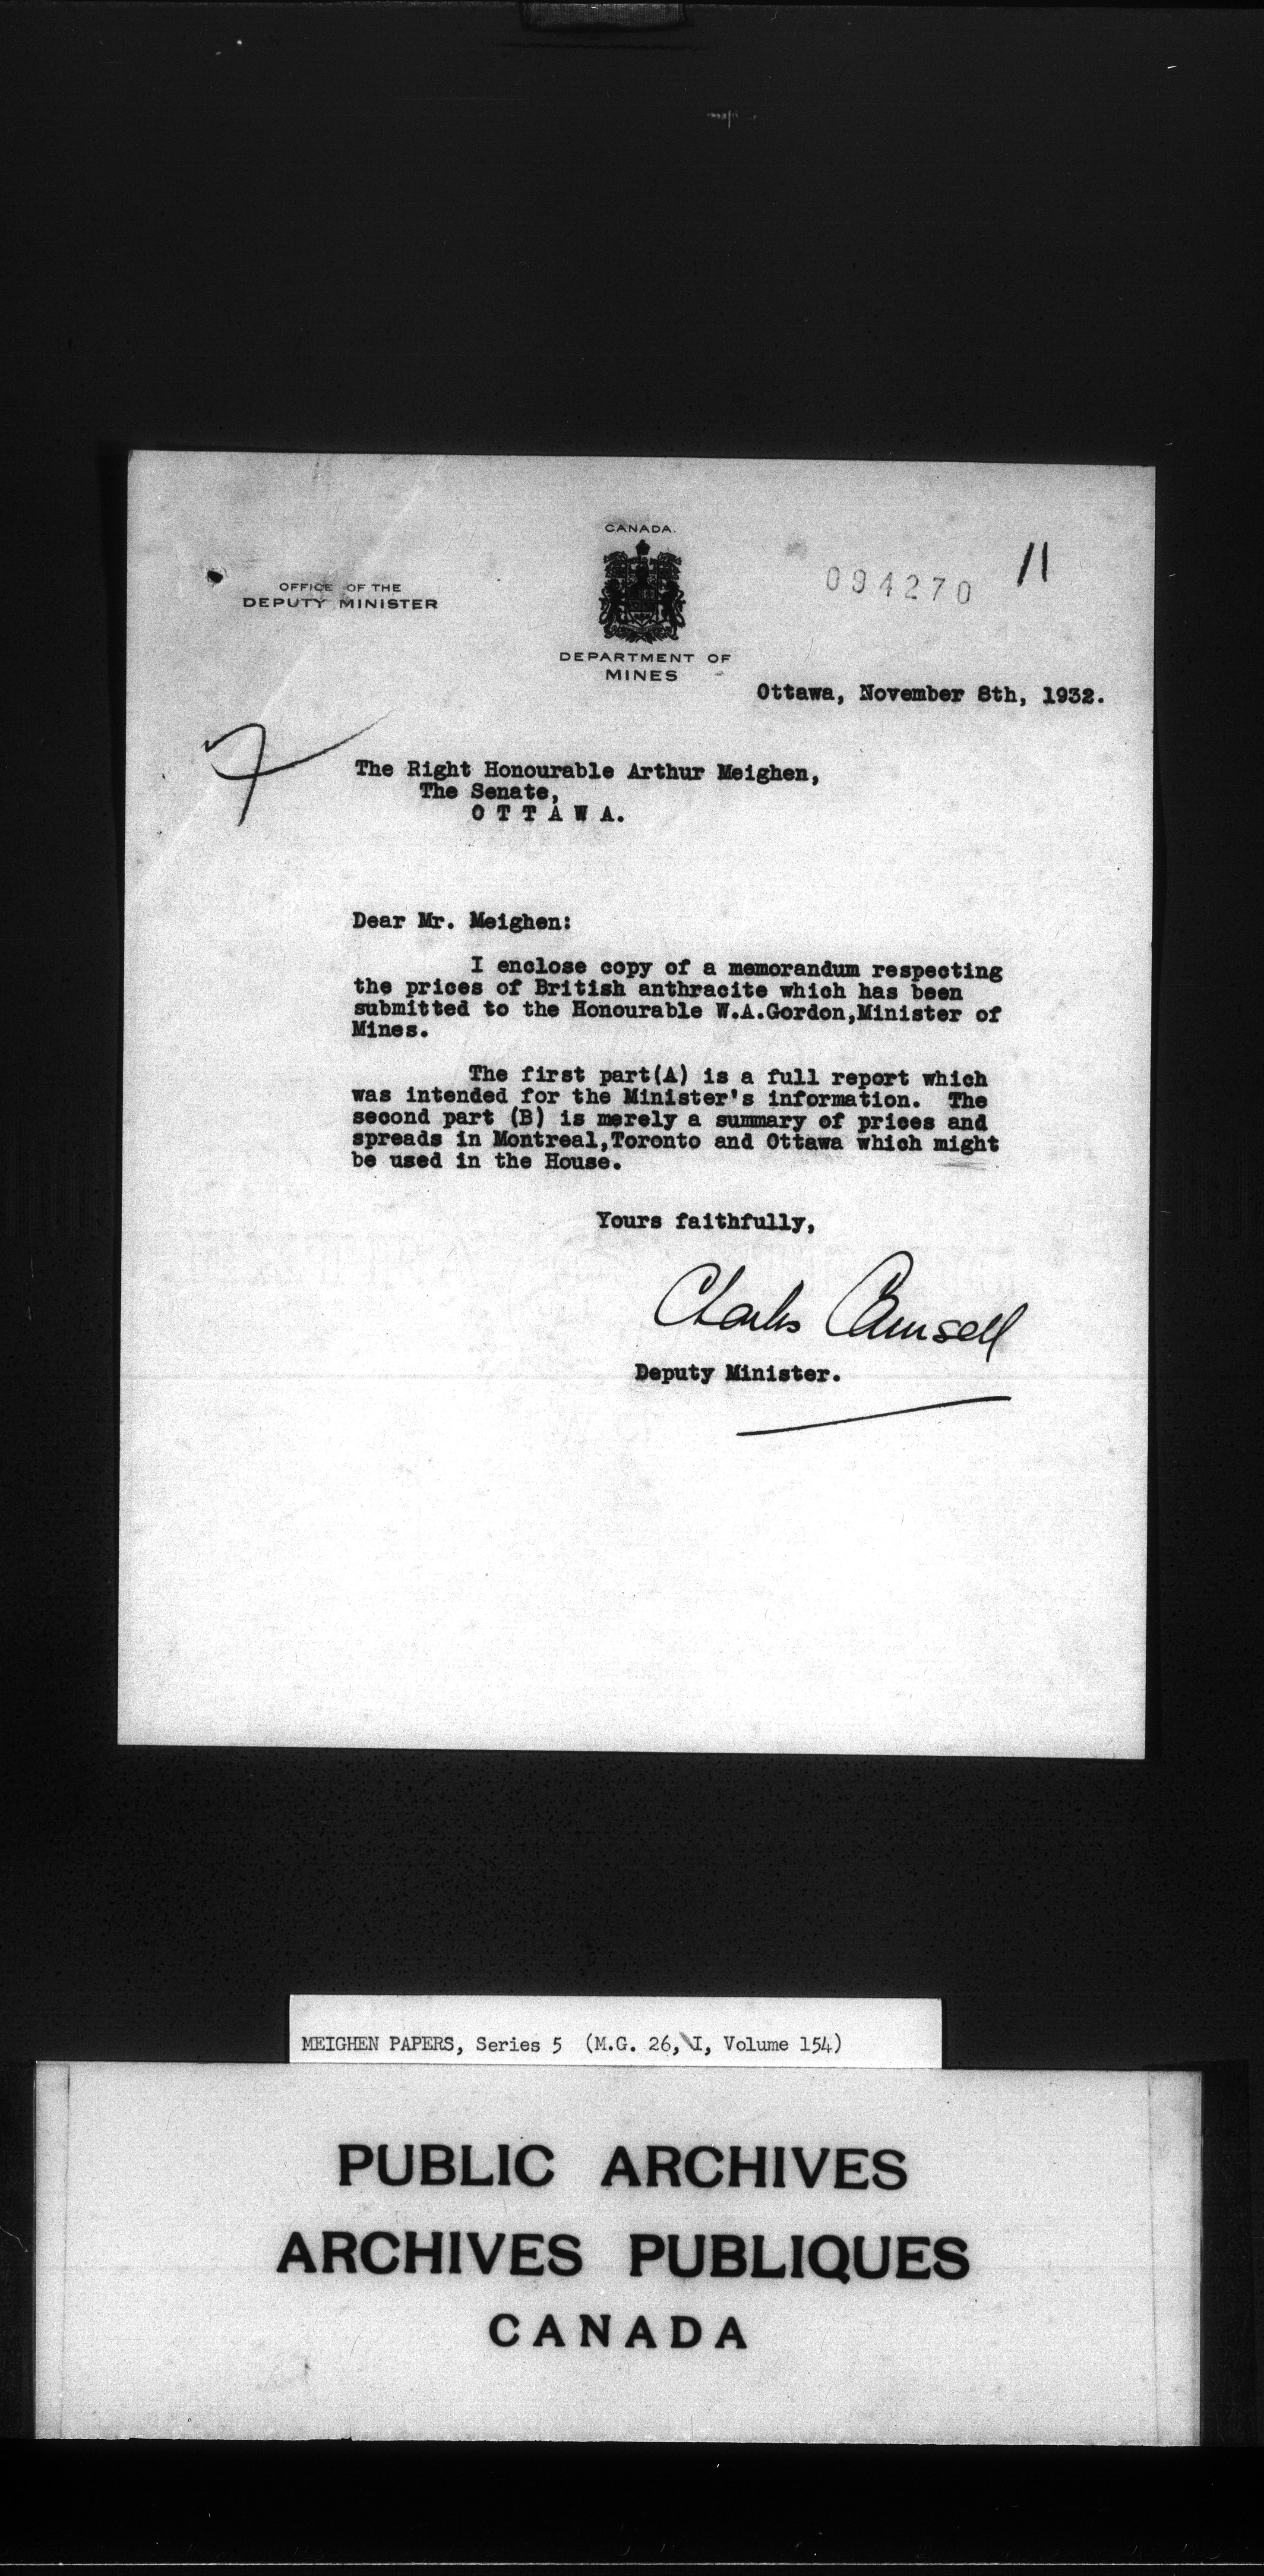 CANADA.
OFFICE OF THE
DEPUTY MINISTER
094270
11
DEPARTMENT OF
MINES
Ottawa, November 8th, 1932.
7
The Right Honourable Arthur Meighen,
The Senate,
O T T A W A.
Dear Mr. Meighen:
I enclose copy of a memorandum respecting
the prices of British anthracite which has been
submitted to the Honourable W.A.Gordon,Minister of
Mines.
The first part(A) is a full report which
was intended for the Minister's information. The
second part (B) is merely a summary of prices and
spreads in Montreal,Toronto and Ottawa which might
be used in the House.
Yours faithfully,
Charles Camsell
Deputy Minister.
MEIGHEN PAPERS, Series 5 (M.G. 26, I, Volume 154)
PUBLIC ARCHIVES
ARCHIVES PUBLIQUES
CANADA